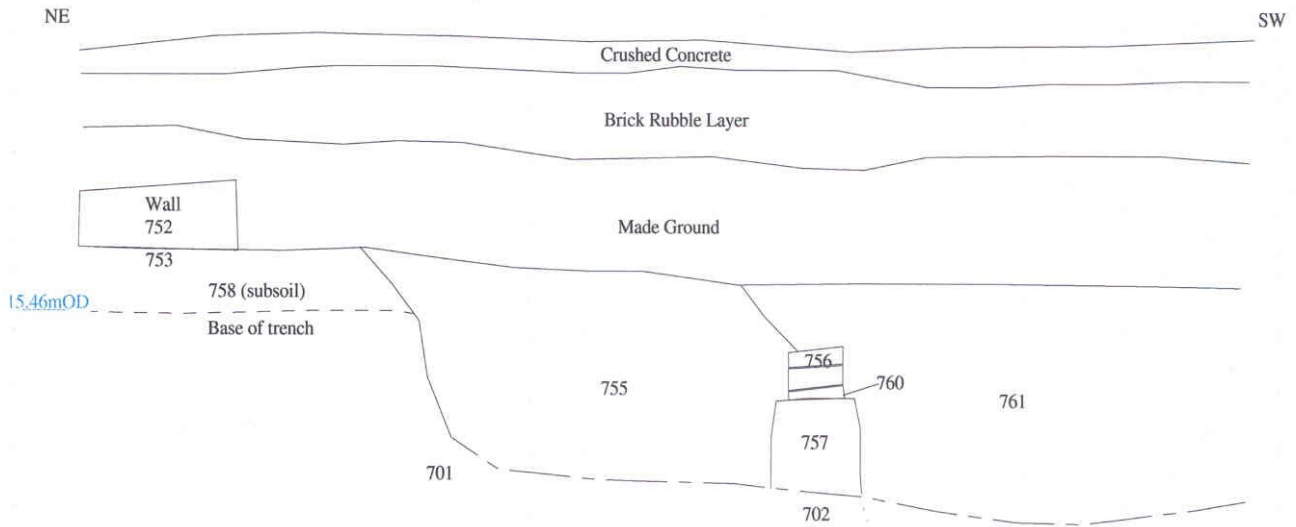 NE
SW
Crushed Concrete
Brick Rubble Layer
Wall
752
Made Ground
753
758 (subsoil)
15.46mOD
Base of trench
756
755
760
761
757
701
702